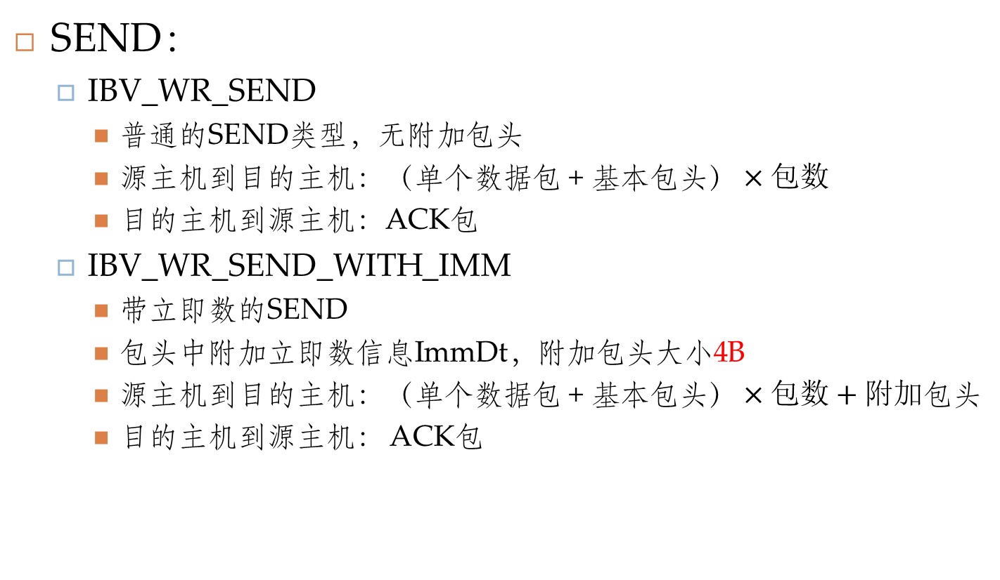 SEND:
IBV_WR_SEND
普通的SEND类型，无附加包头
源主机到目的主机：（单个数据包 + 基本包头） × 包数
目的主机到源主机：ACK包
IBV_WR_SEND_WITH_IMM
带立即数的SEND
包头中附加立即数信息ImmDt，附加包头大小4B
源主机到目的主机：（单个数据包 + 基本包头） × 包数 + 附加包头
目的主机到源主机： ACK包